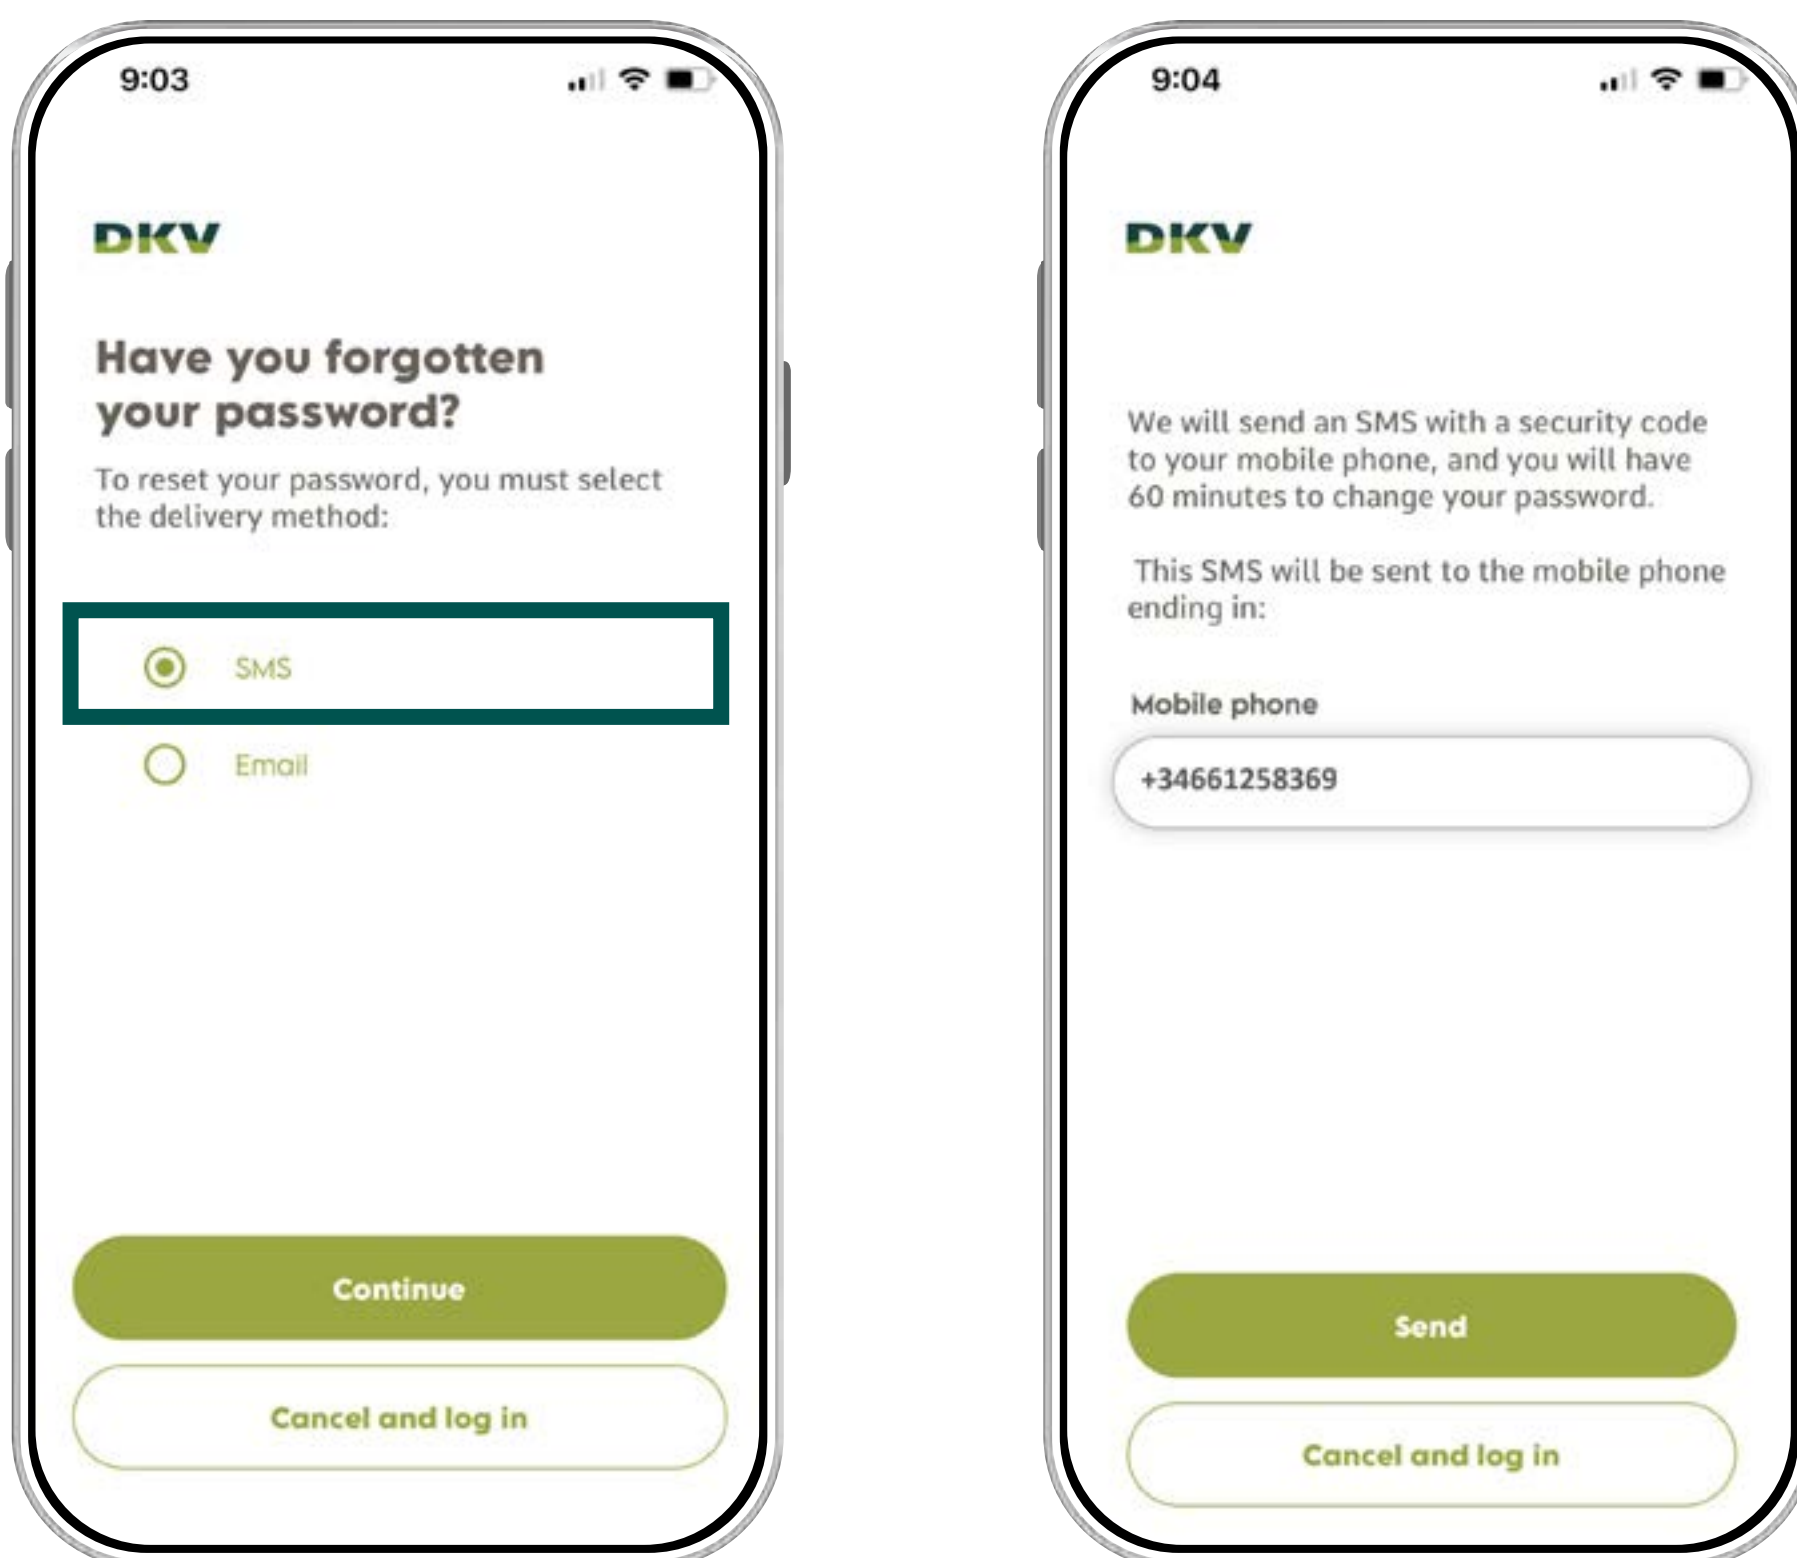 9:03
DKV
Have you forgotten
your password?
To reset your password, you must select
the delivery method:
SMS
Email
Continue
Cancel and log in
9:04
DKV
We will send an SMS with a security code
to your mobile phone, and you will have
60 minutes to change your password.
This SMS will be sent to the mobile phone
ending in:
Mobile phone
+34661258369
Send
Cancel and log in